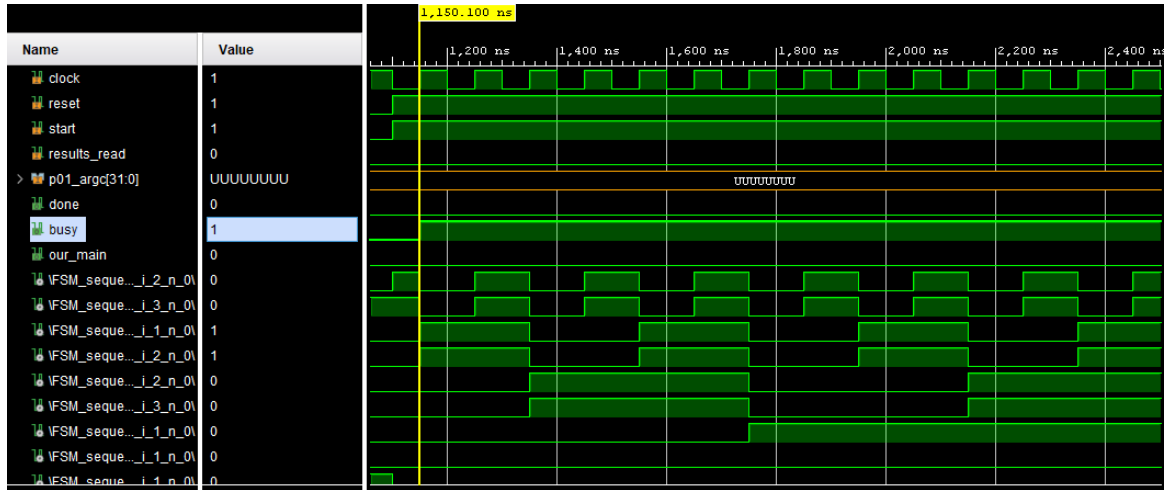 1,150.100 ns
Name Value
1,200 ns 1,400 ns 1,600 ns 1,800 ns 2,000 ns 2,200 ns 2,400 ns
clock 1
reset 1
start 1
results_read 0
p01_argc[31:0] UUUUUUUU UUUUUUUU
done 0
busy 1
our_main 0
\FSM_seque..._i_2_n_0\ 0
\FSM_seque..._i_3_n_0\ 0
\FSM_seque..._i_1_n_0\ 1
\FSM_seque..._i_2_n_0\ 1
\FSM_seque..._i_2_n_0\ 0
\FSM_seque..._i_3_n_0\ 0
\FSM_seque..._i_1_n_0\ 0
\FSM_seque..._i_1_n_0\ 0
\FSM_seque..._i_1_n_0\ 0